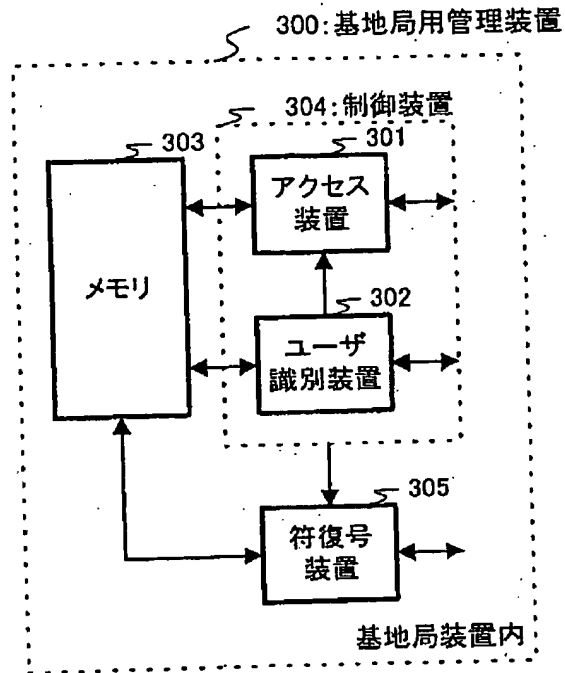 300:基地局用管理装置
304:制御装置
303
301
アクセス
装置
メモリ
302
ユーザ
識別装置
305
符復号
装置
基地局装置内